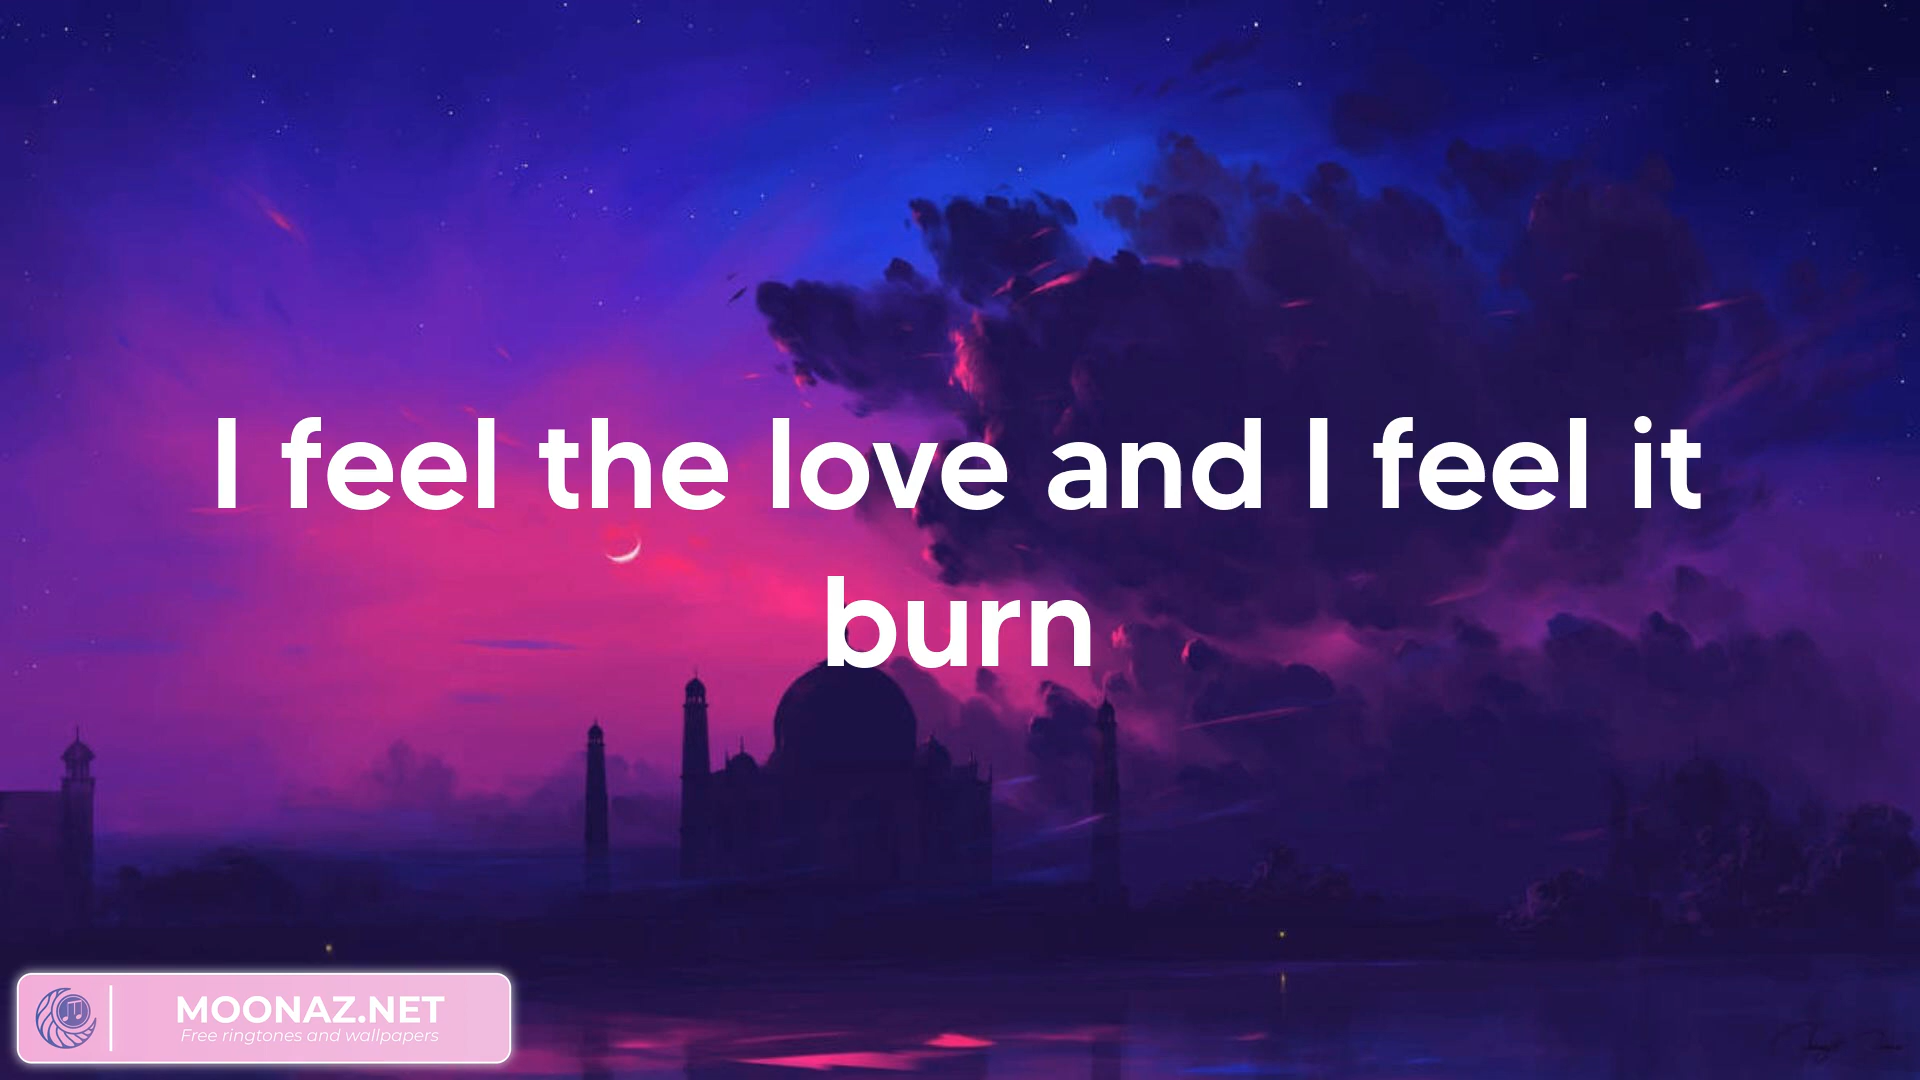 I feel the love and I feel it
burn
MOONAZ.NET
Free ringtones and wallpapers